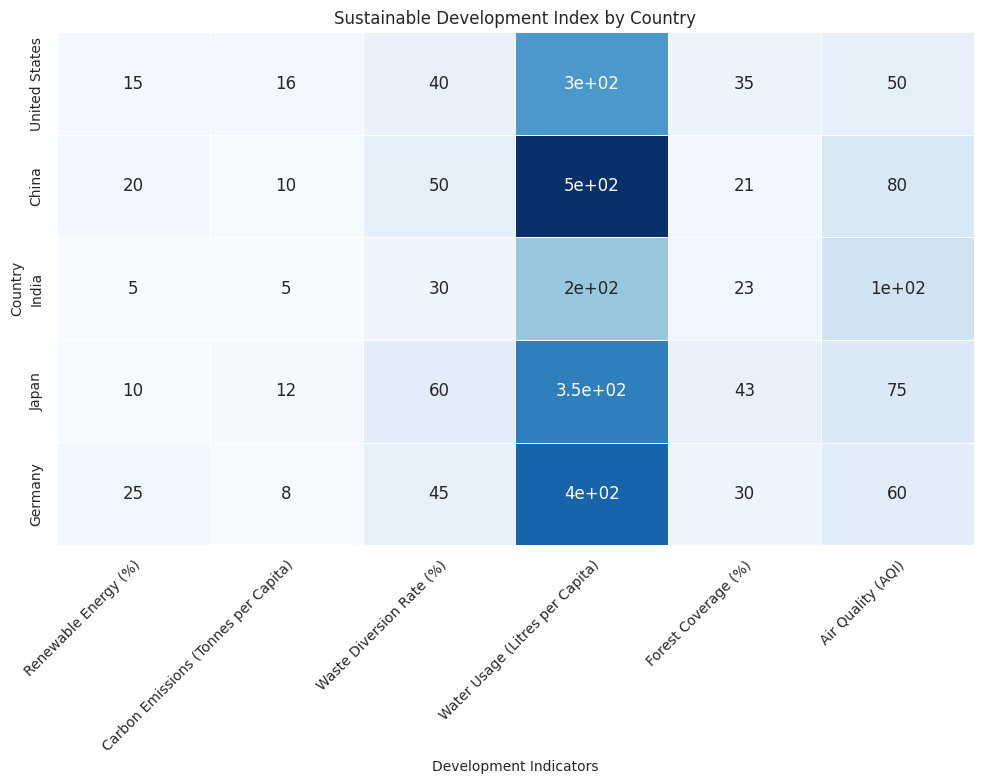 Sustainable Development Index by Country
United States
15 16 40 3e+02 35 50
China
20 10 50 5e+02 21 80
Country
India
5 5 30 2e+02 23 1e+02
Japan
10 12 60 3.5e+02 43 75
Germany
25 8 45 4e+02 30 60
Renewable Energy (%)
Carbon Emissions (Tonnes per Capita)
Waste Diversion Rate (%)
Water Usage (Litres per Capita)
Forest Coverage (%)
Air Quality (AQI)
Development Indicators